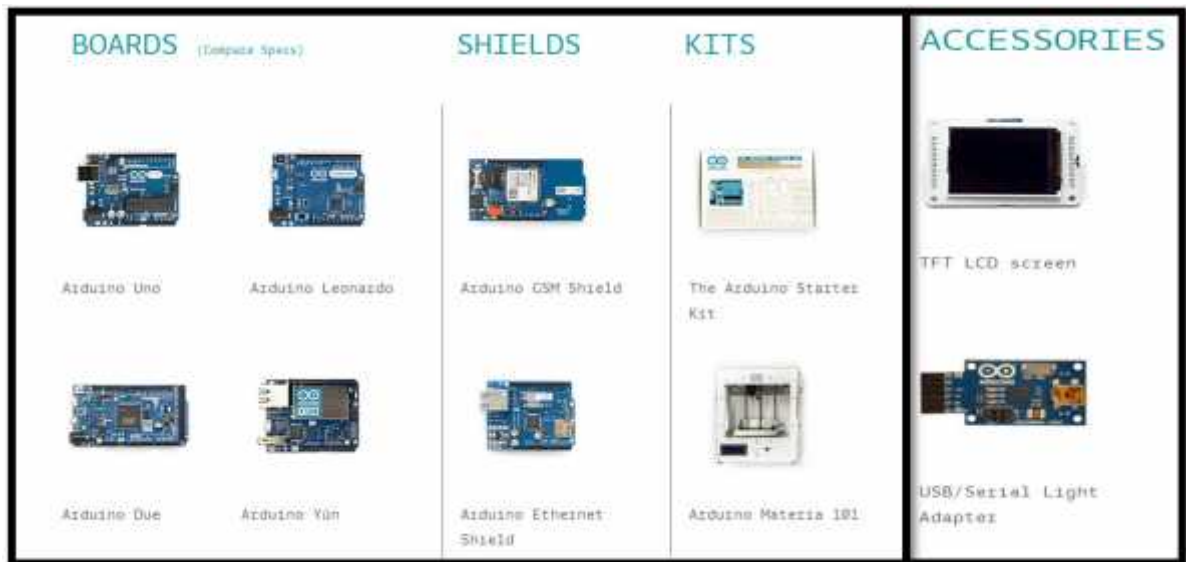 BOARDS (Compare Specs)
SHIELDS
KITS
ACCESSORIES
Arduino Uno
Arduino Leonardo
Arduino GSM Shield
The Arduino Starter
Kit
TFT LCD screen
Arduino Due
Arduino Yún
Arduino Ethernet
Shield
Arduino Materia 101
USB/Serial Light
Adapter